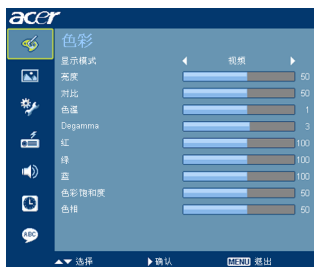 acer
色彩
显示模式 视频
亮度 50
对比 50
色温 1
Degamma 3
红 100
绿 100
蓝 100
色彩饱和度 50
色相 50
ABC
选择 确认 MENU 退出